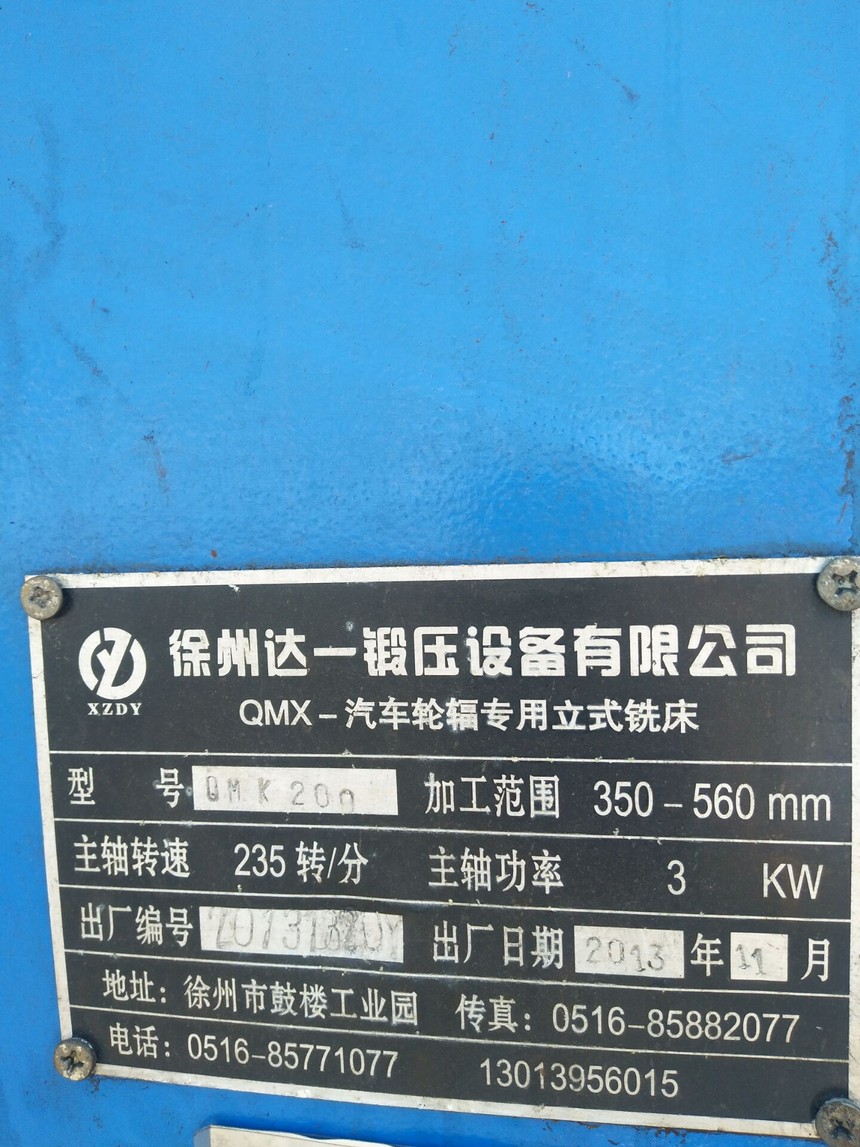 徐州达一锻压设备有限公司
XZDY
QMX-汽车轮辐专用立式铣床
型 号 QMK200 加工范围 350-560 mm
主轴转速 235 转/分 主轴功率 3 KW
出厂编号 出厂日期 2013 年 11 月
地址：徐州市鼓楼工业园 传真：0516-85882077
电话：0516-85771077 13013956015